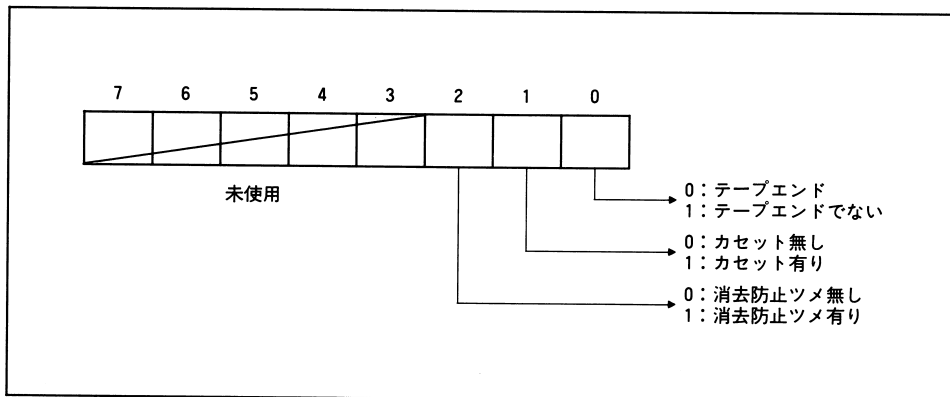 7 6 5 4 3 2 1 0
未使用
0：テープエンド
1：テープエンドでない
0：カセット無し
1：カセット有り
0：消去防止ツメ無し
1：消去防止ツメ有り